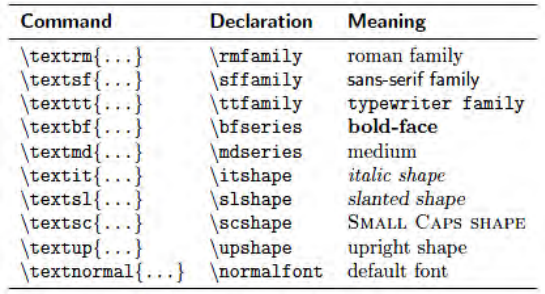 Command Declaration Meaning
\textrm{...} \rmfamily roman family
\textsf{...} \sffamily sans-serif family
\texttt{...} \ttfamily typewriter family
\textbf{...} \bfseries bold-face
\textmd{...} \mdseries medium
\textit{...} \itshape italic shape
\textsl{...} \slshape slanted shape
\textsc{...} \scshape Small Caps shape
\textup{...} \upshape upright shape
\textnormal{...} \normalfont default font